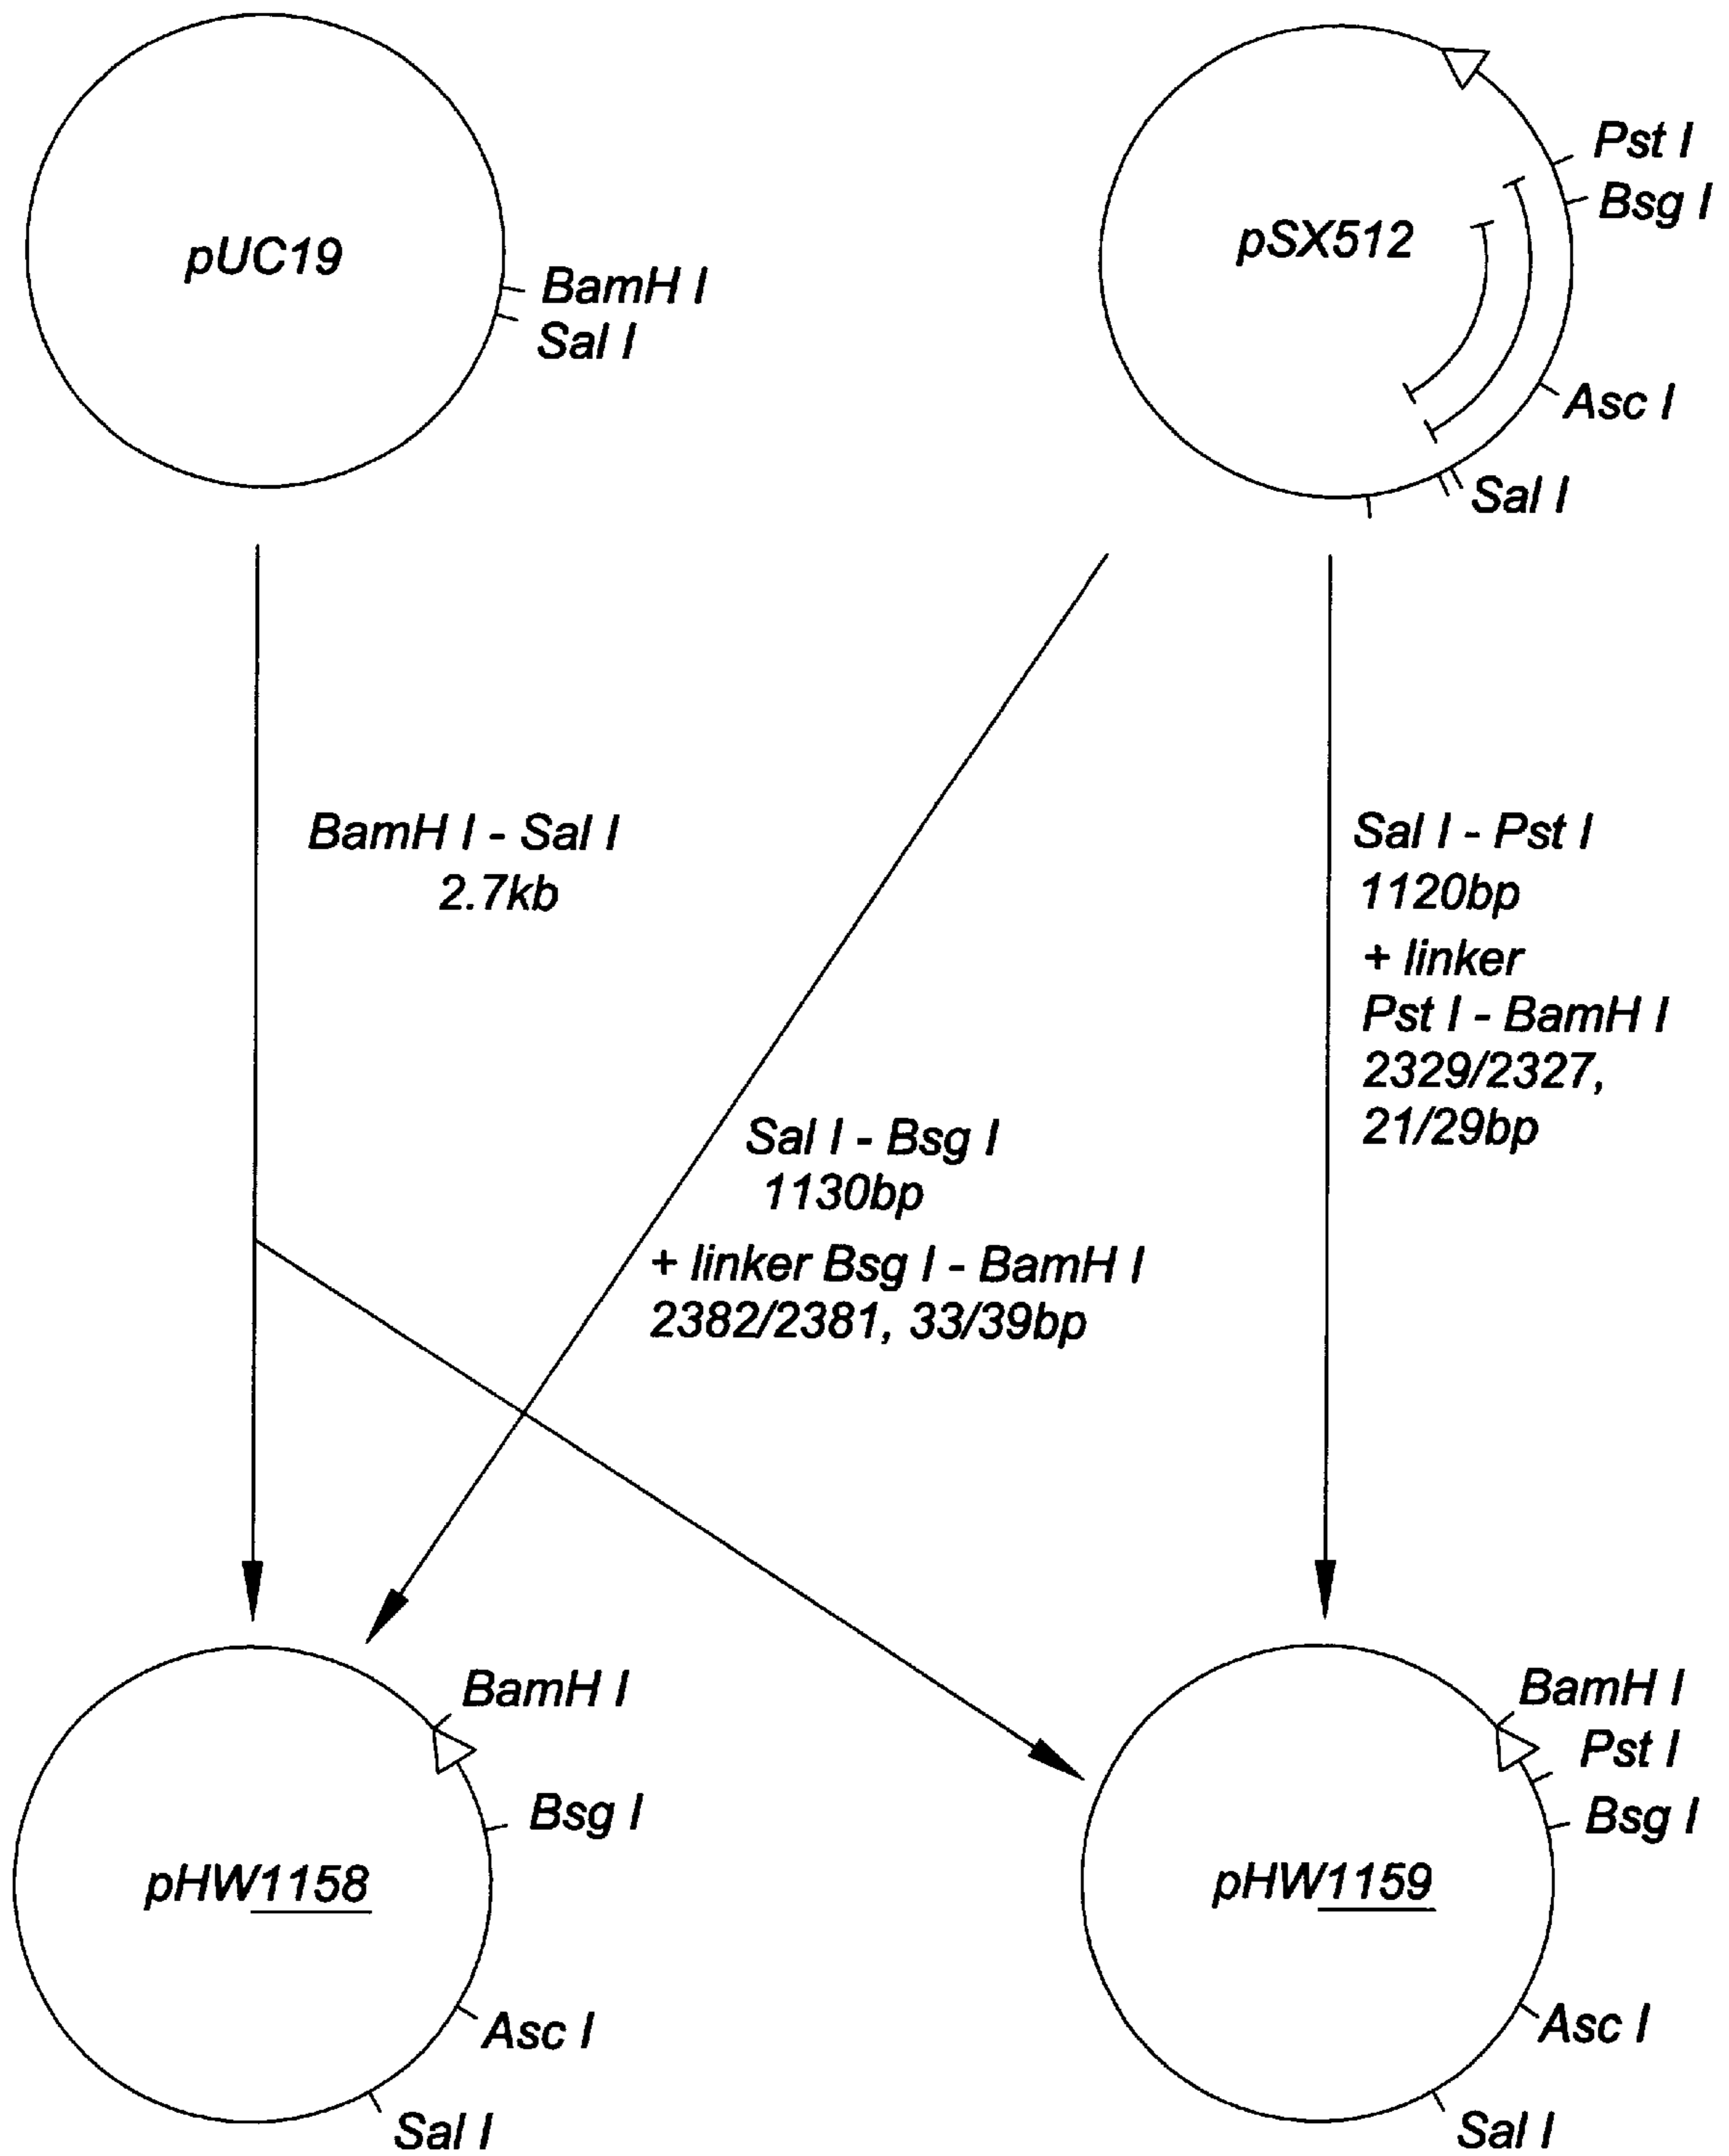 pUC19
BamH I
Sal I
pSX512
Pst I
Bsg I
Asc I
Sal I
BamH I - Sal I
2.7kb
Sal I - Pst I
1120bp
+ linker
Pst I - BamH I
2329/2327,
21/29bp
Sal I - Bsg I
1130bp
+ linker Bsg I - BamH I
2382/2381, 33/39bp
BamH I
Bsg I
pHW1158
Asc I
Sal I
BamH I
Pst I
Bsg I
pHW1159
Asc I
Sal I